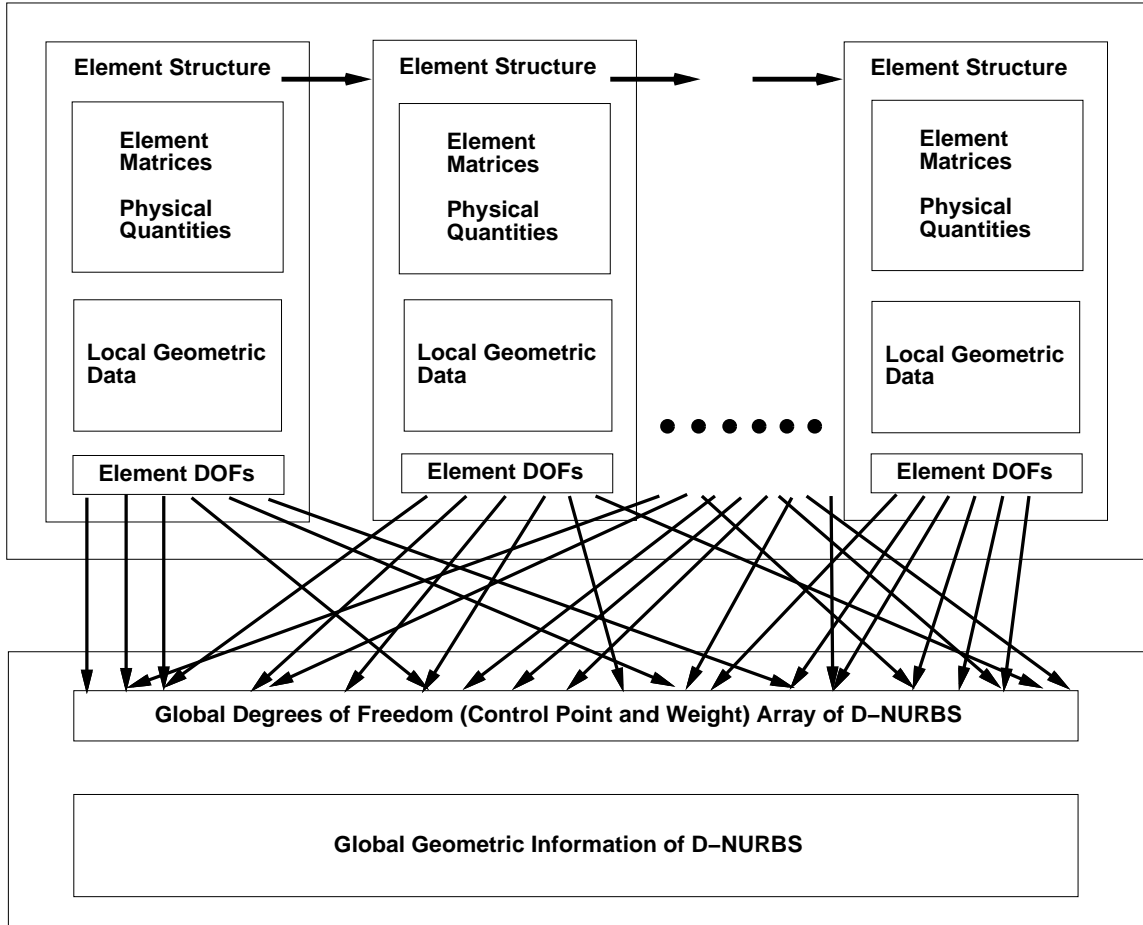 Element Structure
Element
Matrices
Physical
Quantities
Local Geometric
Data
Element DOFs
Element Structure
Element
Matrices
Physical
Quantities
Local Geometric
Data
Element DOFs
Element Structure
Element
Matrices
Physical
Quantities
Local Geometric
Data
Element DOFs
Global Degrees of Freedom (Control Point and Weight) Array of D−NURBS
Global Geometric Information of D−NURBS